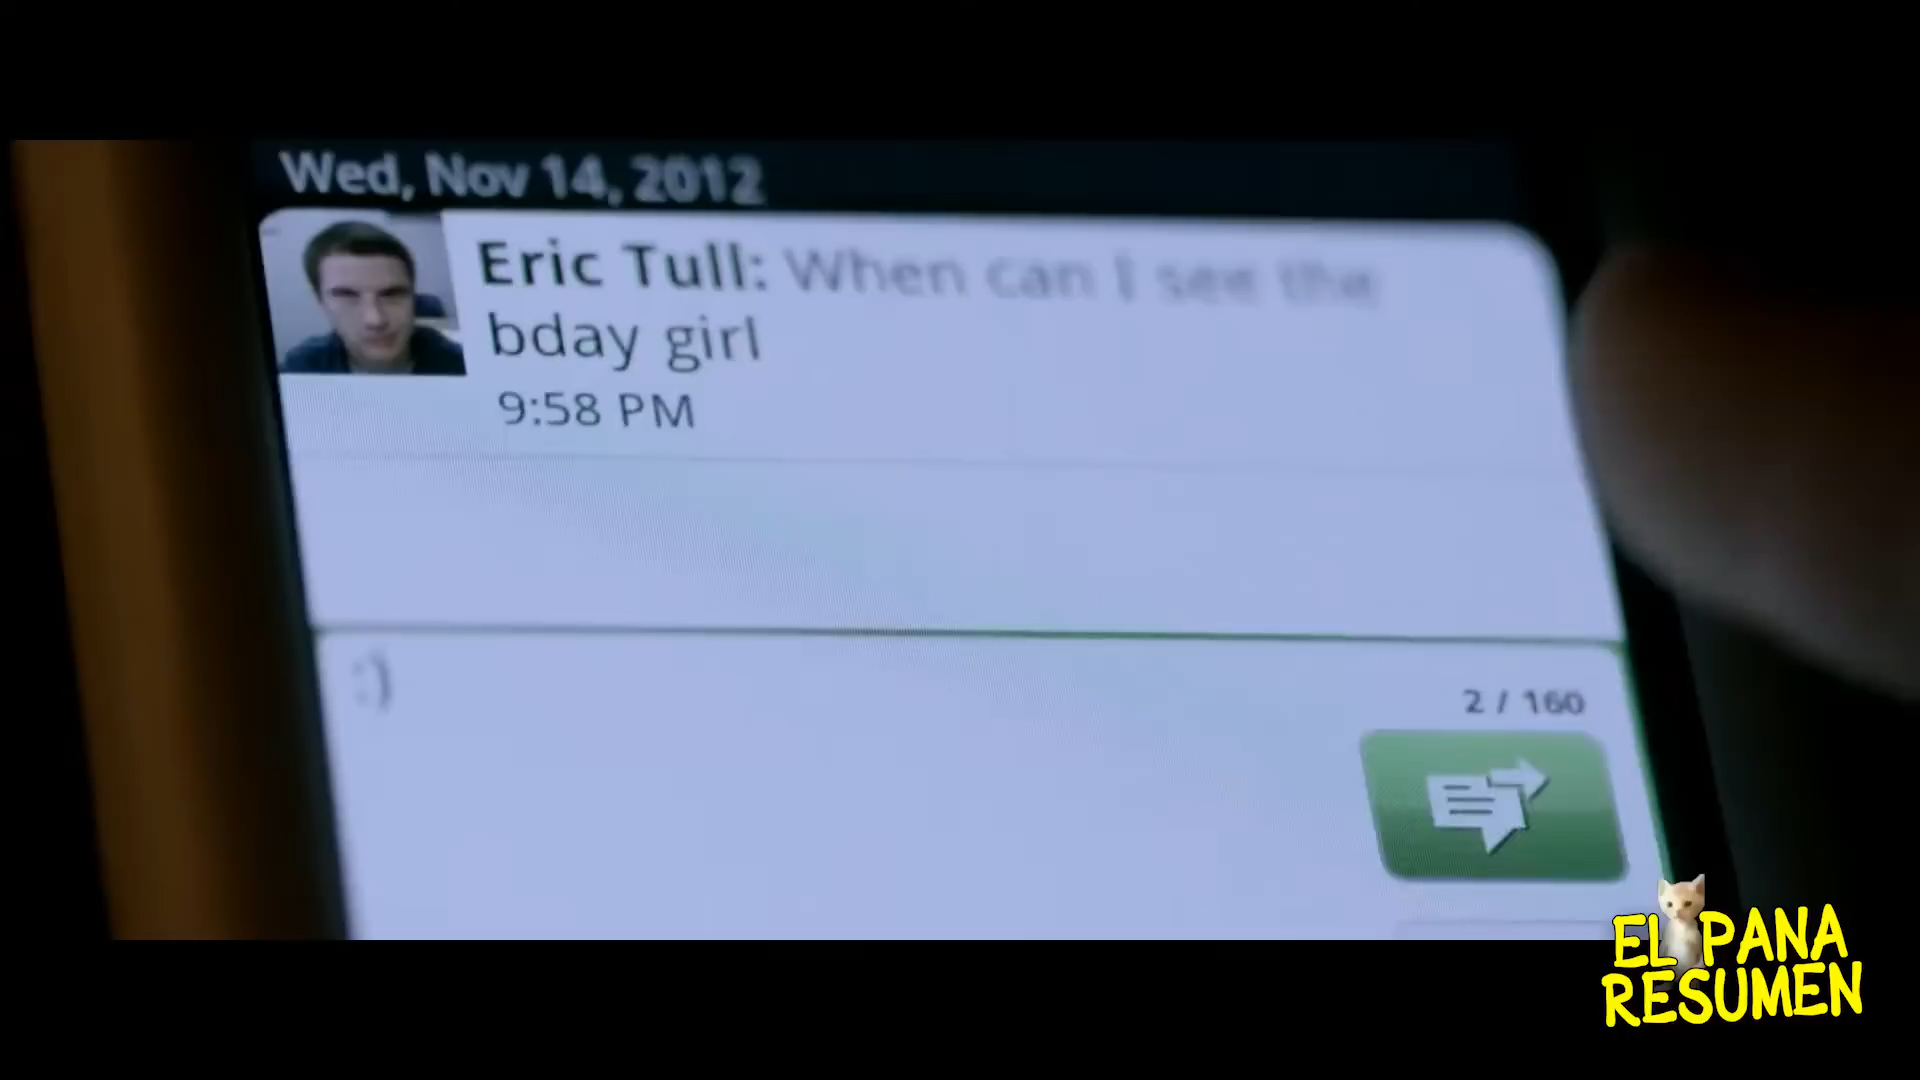 Wed, Nov 14, 2012
Eric Tull: When can I see the
bday girl
9:58 PM
:)
2 / 160
EL PANA
RESUMEN